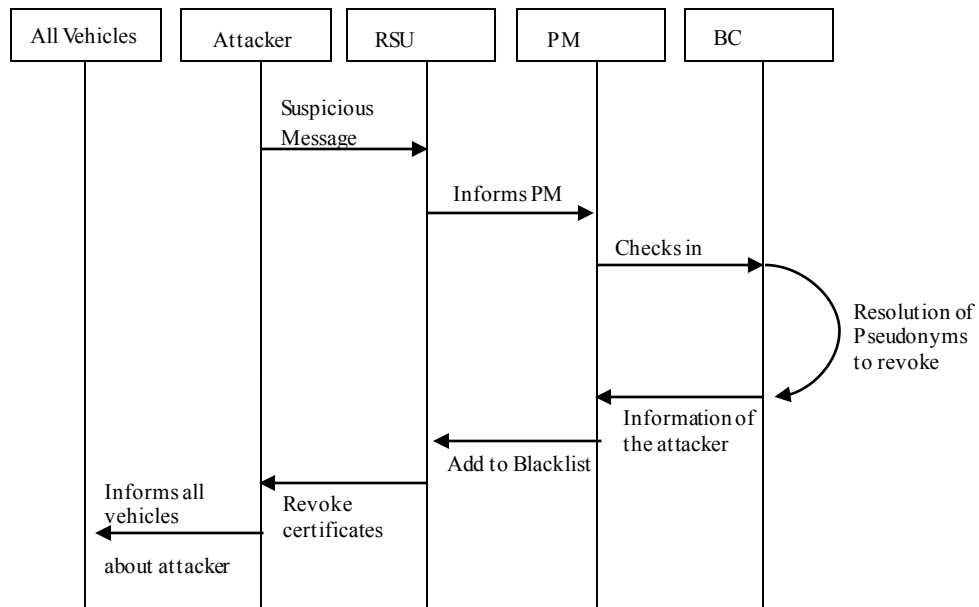 All Vehicles
Attacker
RSU
PM
BC
Suspicious
Message
Informs PM
Checks in
Resolution of
Pseudonyms
to revoke
Information of
the attacker
Add to Blacklist
Revoke
certificates
Informs all
vehicles
about attacker